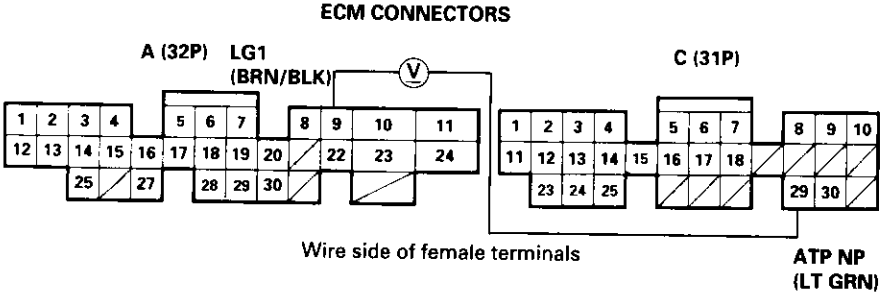 ECM CONNECTORS
A (32P) LG1 (BRN/BLK)
V
C (31P)
1 2 3 4 5 6 7 8 9 10 11
12 13 14 15 16 17 18 19 20 22 23 24
25 27 28 29 30
1 2 3 4 5 6 7 8 9 10
11 12 13 14 15 16 17 18
23 24 25 29 30
Wire side of female terminals
ATP NP
(LT GRN)